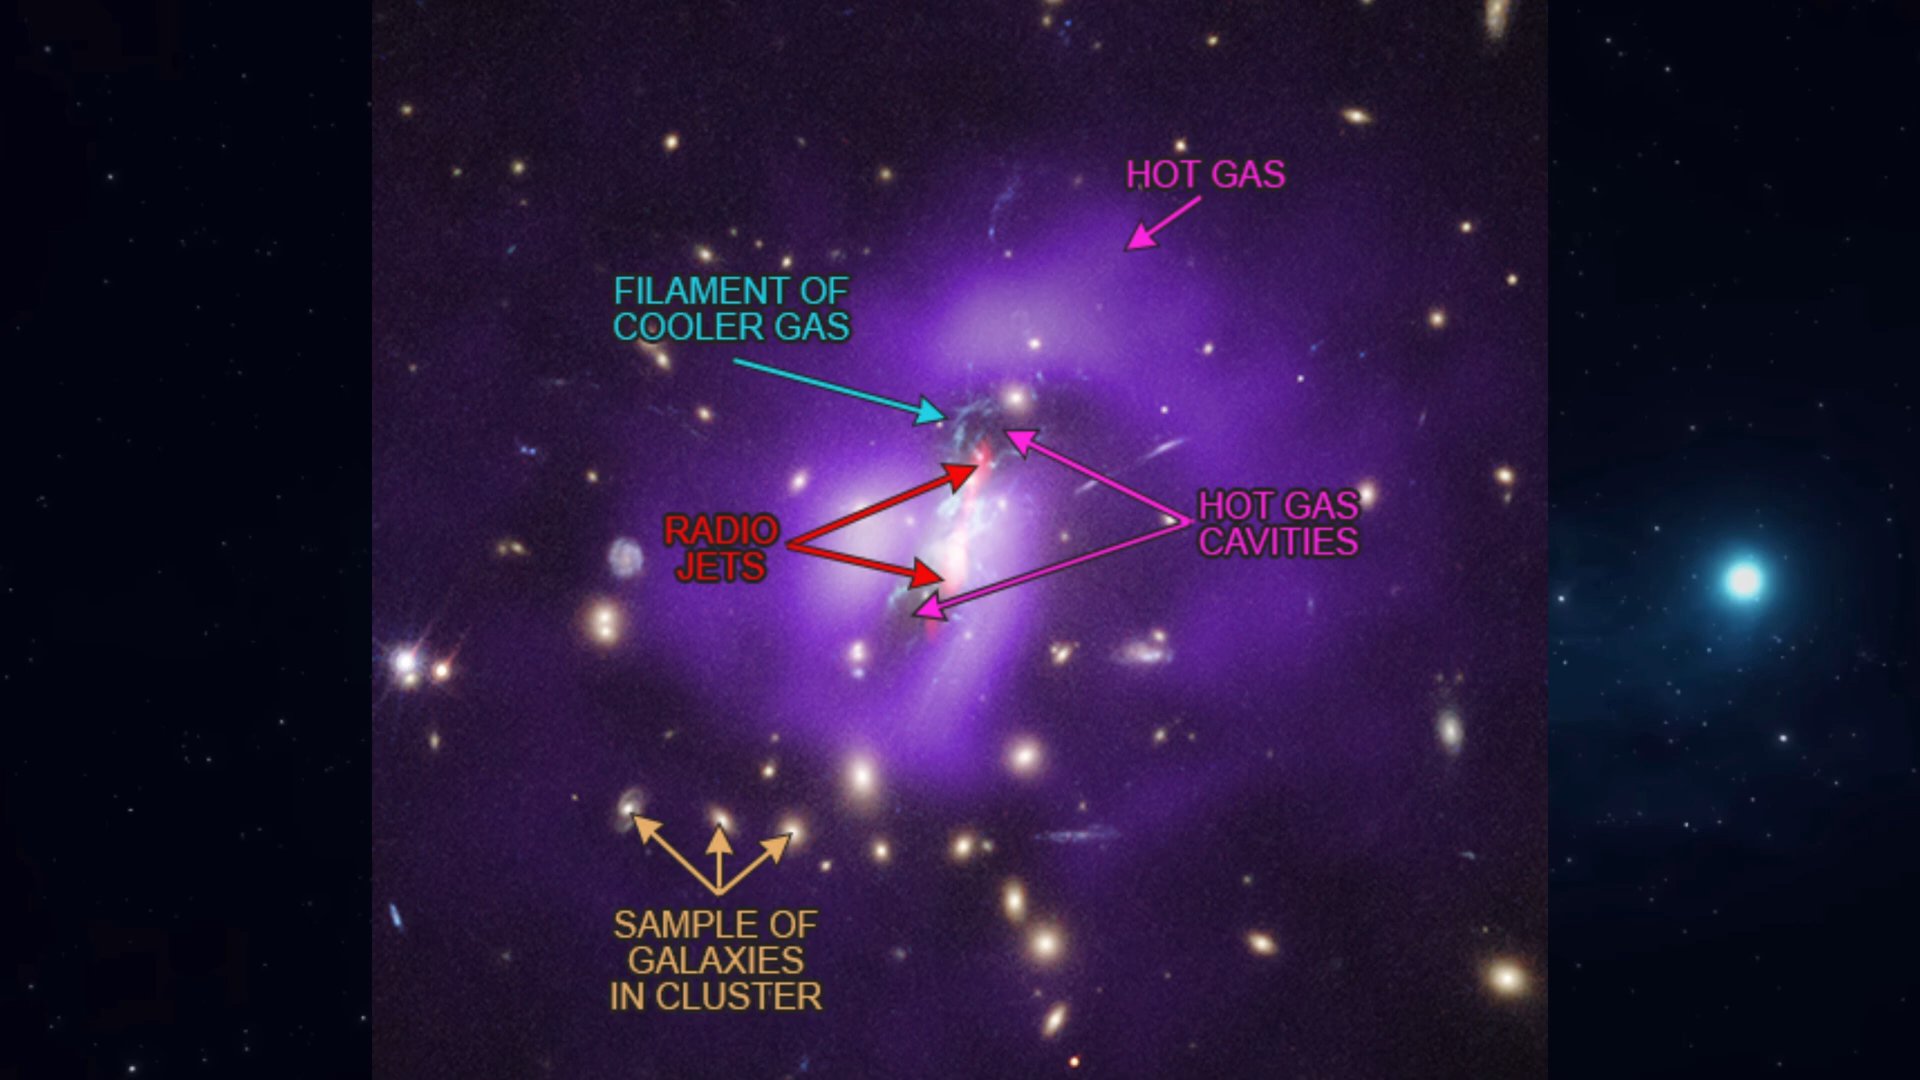 HOT GAS
FILAMENT OF
COOLER GAS
HOT GAS
CAVITIES
RADIO
JETS
SAMPLE OF
GALAXIES
IN CLUSTER